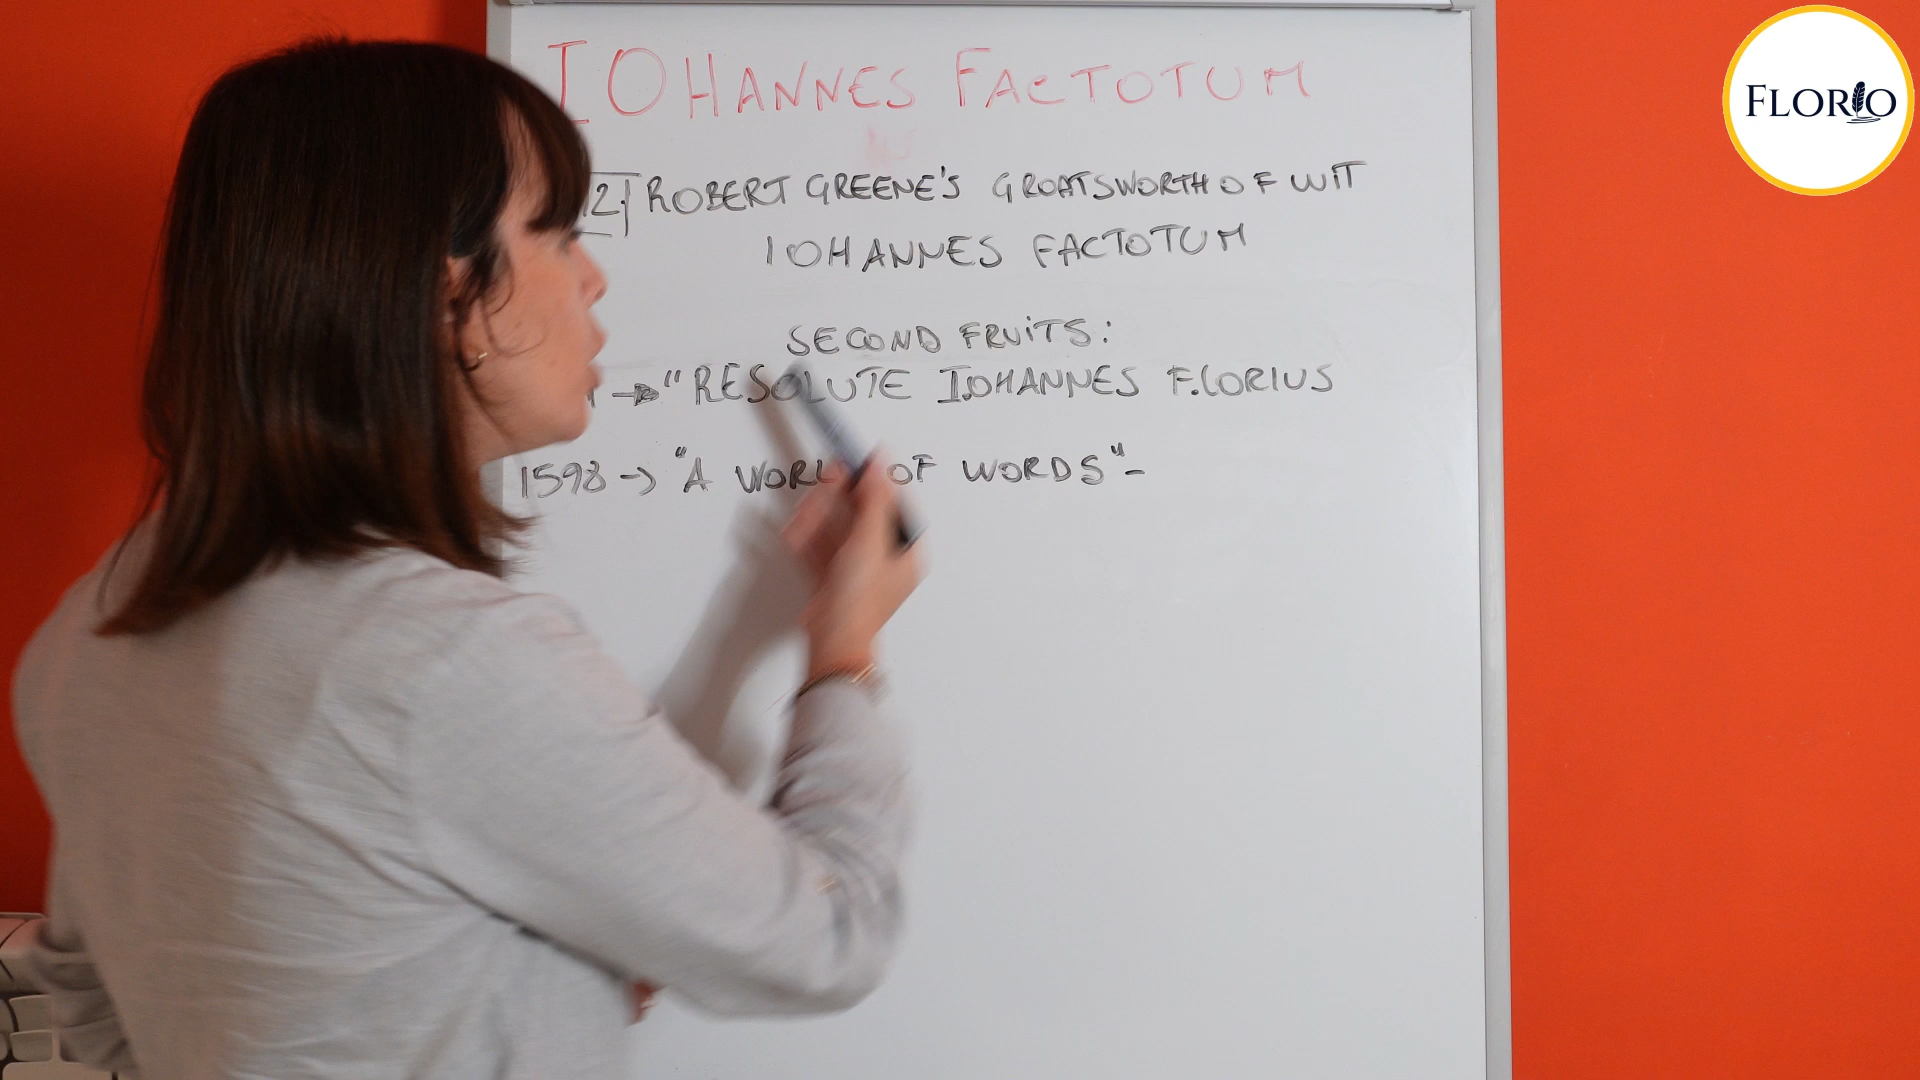 IOHANNES FACTOTUM
FLORIO
2. ROBERT GREENE'S GROATSWORTH OF WIT
IOHANNES FACTOTUM
SECOND FRUITS:
→ "RESOLUTE IOHANNES FLORIUS
1598 → "A WORL OF WORDS" -